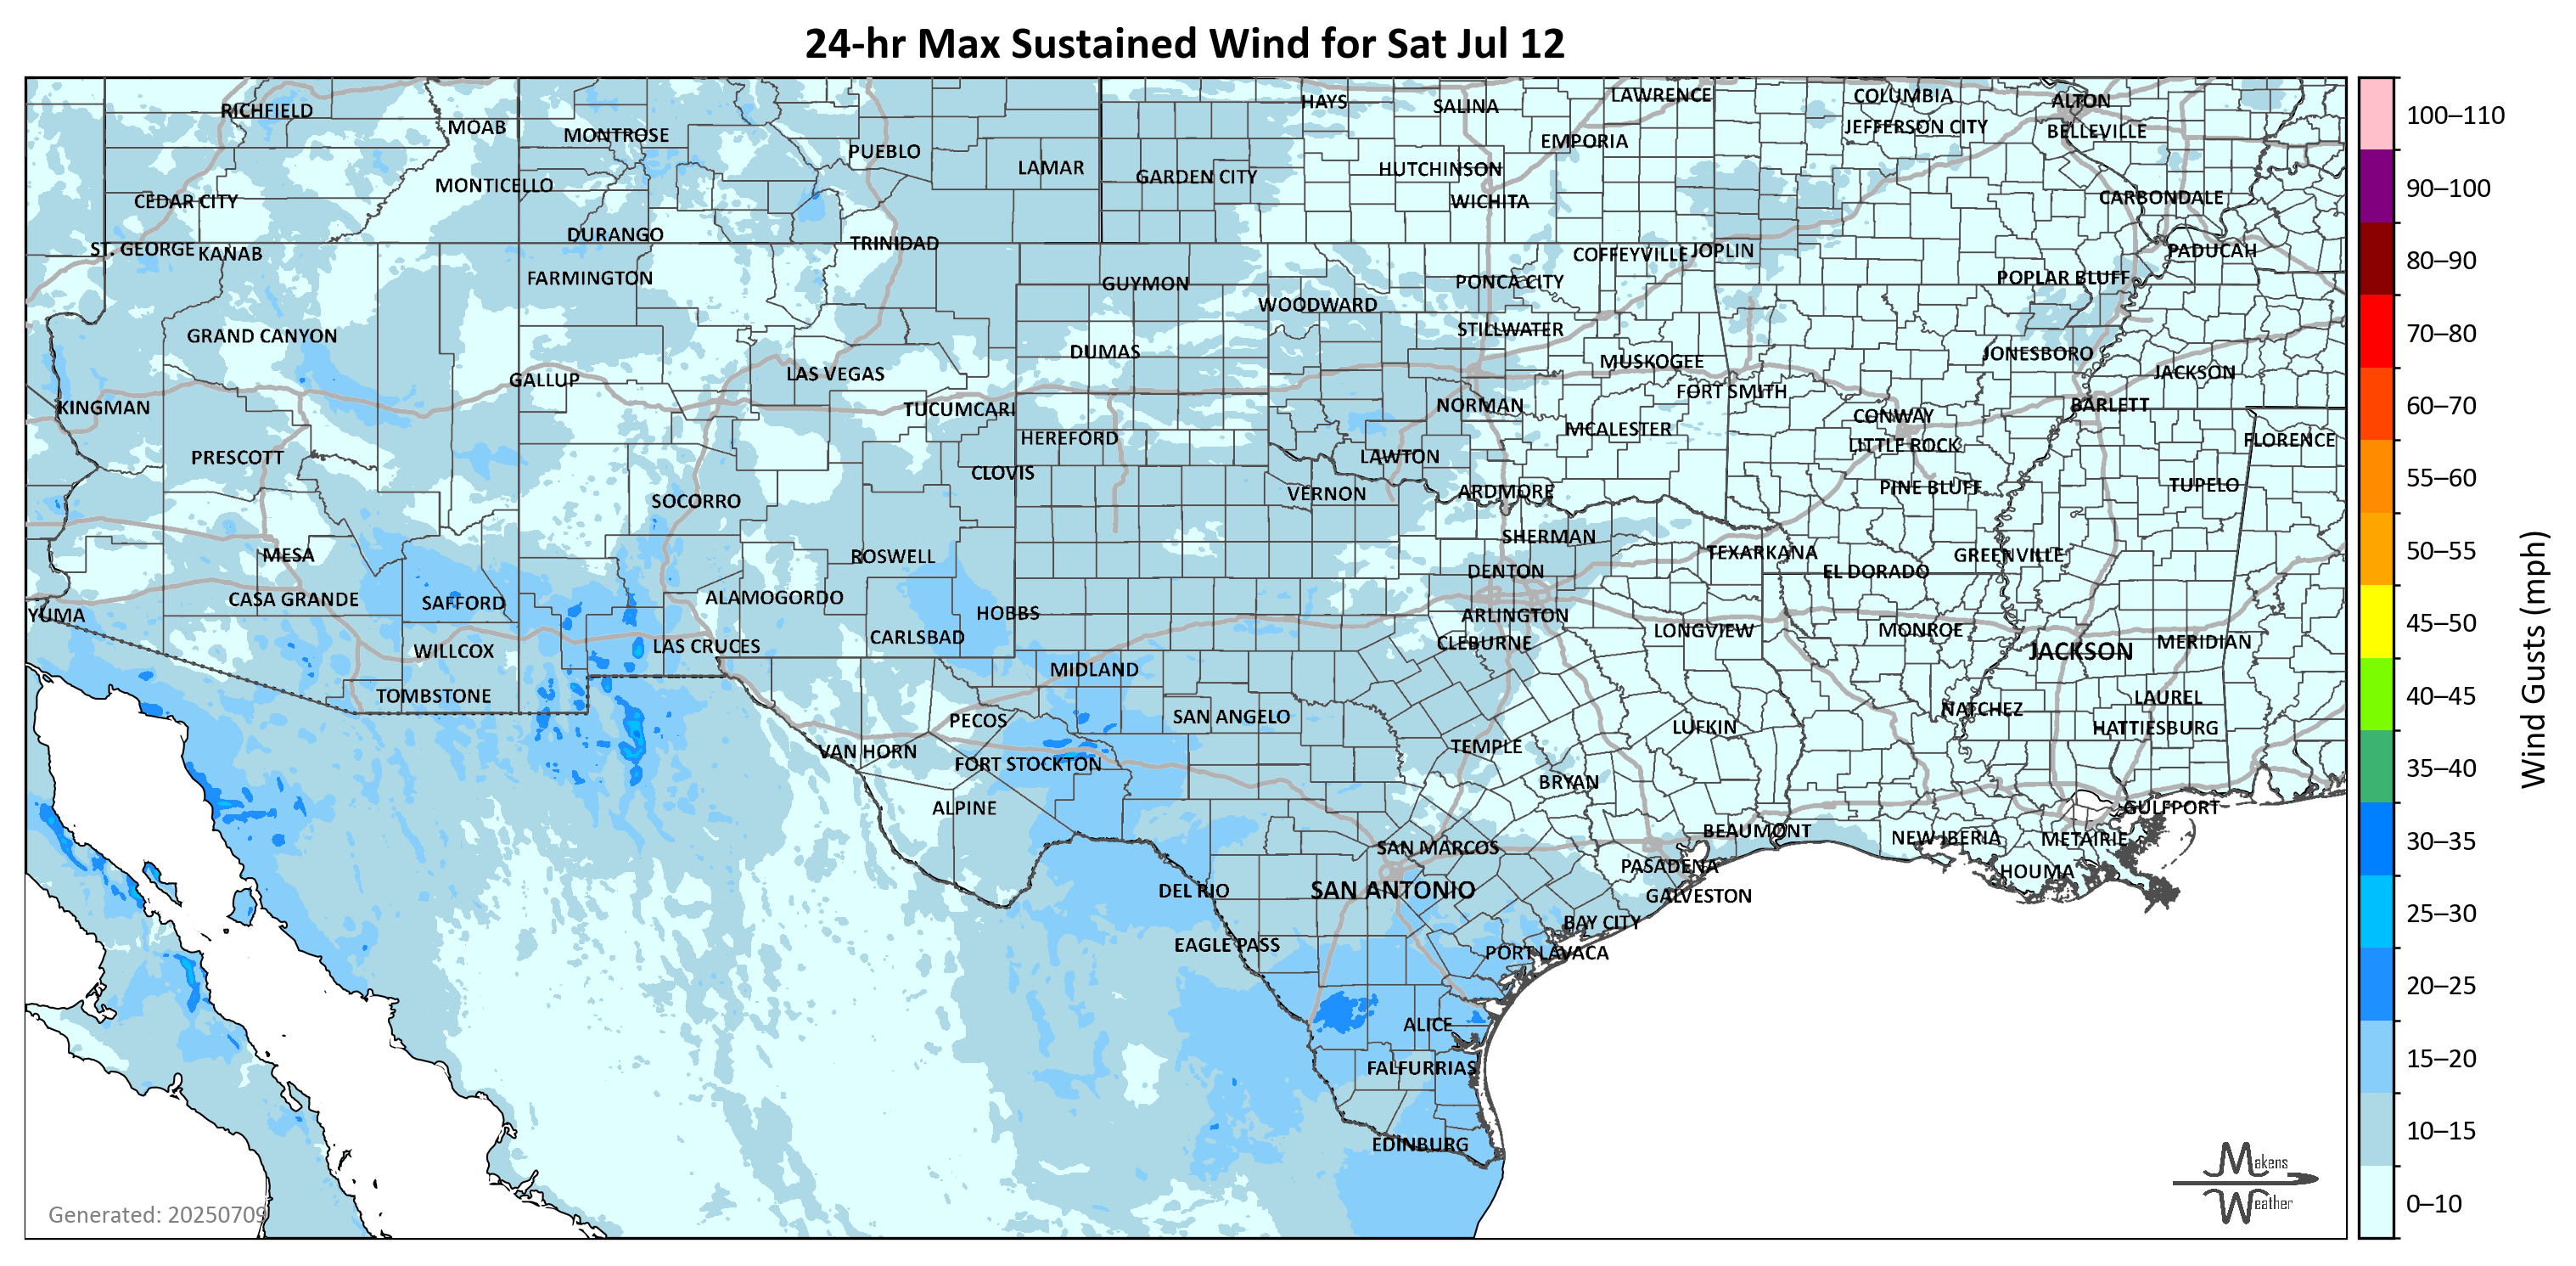 24-hr Max Sustained Wind for Sat Jul 12
RICHFIELD
MOAB
MONTROSE
PUEBLO
LAMAR
GARDEN CITY
HAYS
SALINA
LAWRENCE
EMPORIA
HUTCHINSON
WICHITA
COLUMBIA
JEFFERSON CITY
ALTON
BELLEVILLE
CARBONDALE
CEDAR CITY
MONTICELLO
ST. GEORGE
KANAB
DURANGO
TRINIDAD
FARMINGTON
GUYMON
WOODWARD
PONCA CITY
COFFEYVILLE
JOPLIN
POPLAR BLUFF
PADUCAH
GRAND CANYON
DUMAS
STILLWATER
MUSKOGEE
JONESBORO
JACKSON
GALLUP
LAS VEGAS
FORT SMITH
KINGMAN
TUCUMCARI
NORMAN
CONWAY
BARLETT
HEREFORD
MCALESTER
LITTLE ROCK
FLORENCE
PRESCOTT
CLOVIS
LAWTON
SOCORRO
VERNON
ARDMORE
PINE BLUFF
TUPELO
MESA
ROSWELL
SHERMAN
TEXARKANA
GREENVILLE
DENTON
EL DORADO
YUMA
CASA GRANDE
SAFFORD
ALAMOGORDO
HOBBS
ARLINGTON
CARLSBAD
CLEBURNE
LONGVIEW
MONROE
WILLCOX
LAS CRUCES
MIDLAND
JACKSON
MERIDIAN
TOMBSTONE
PECOS
SAN ANGELO
NATCHEZ
LAUREL
LUFKIN
HATTIESBURG
VAN HORN
FORT STOCKTON
TEMPLE
BRYAN
ALPINE
GULFPORT
SAN MARCOS
BEAUMONT
NEW IBERIA
METAIRIE
PASADENA
HOUMA
DEL RIO
SAN ANTONIO
GALVESTON
BAY CITY
EAGLE PASS
PORT LAVACA
ALICE
FALFURRIAS
EDINBURG
Generated: 20250709
Makens
Weather
100–110
90–100
80–90
70–80
60–70
55–60
50–55
45–50
40–45
35–40
30–35
25–30
20–25
15–20
10–15
0–10
Wind Gusts (mph)